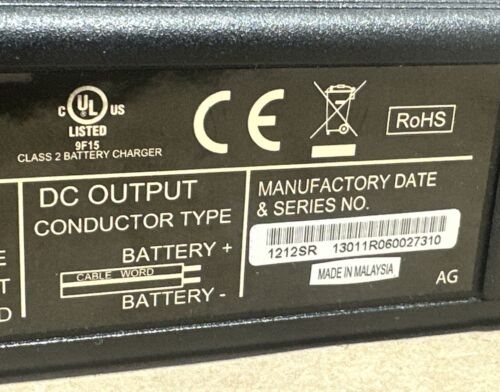 C UL US
LISTED
9F15
CLASS 2 BATTERY CHARGER
CE
RoHS
DC OUTPUT
CONDUCTOR TYPE
BATTERY +
CABLE WORD
BATTERY -
MANUFACTORY DATE
& SERIES NO.
1212SR 13011R060027310
MADE IN MALAYSIA
AG
E
T
D